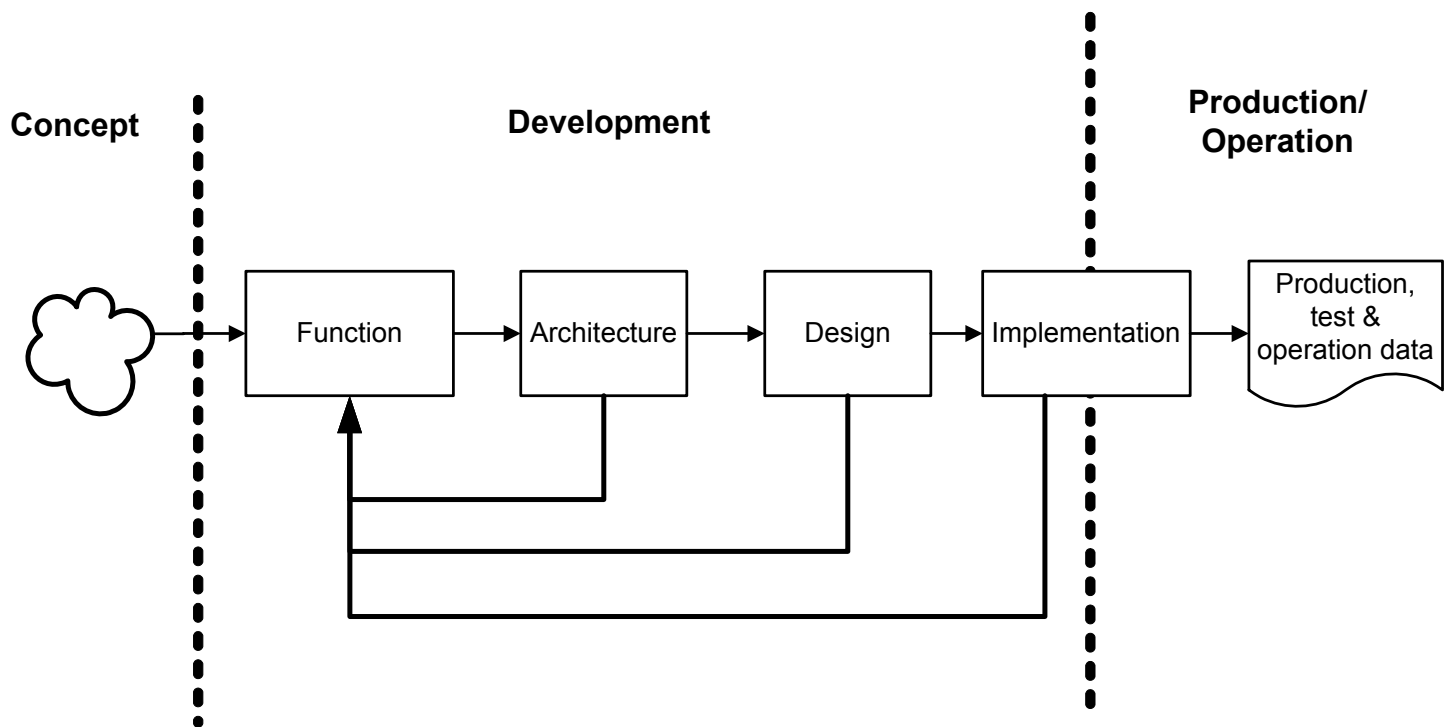 Concept
Development
Production/
Operation
Function
Architecture
Design
Implementation
Production,
test &
operation data